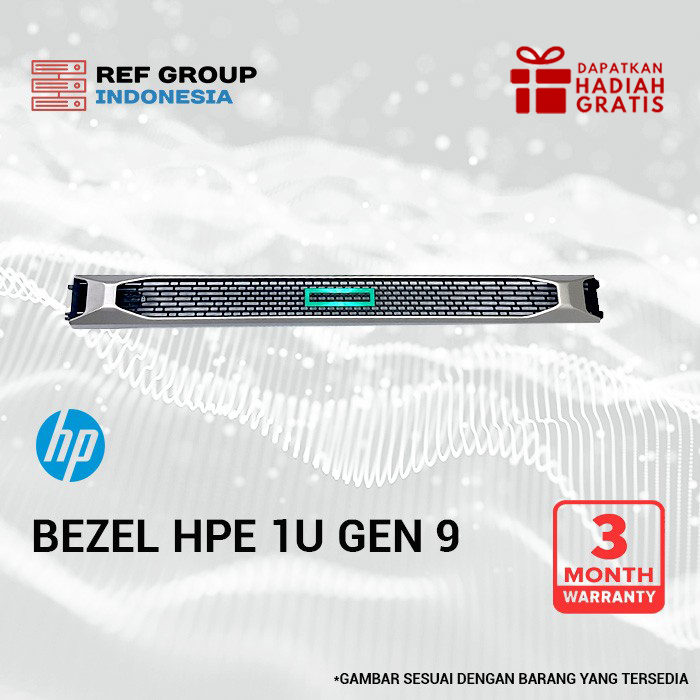 REF GROUP
INDONESIA
DAPATKAN
HADIAH
GRATIS
hp
BEZEL HPE 1U GEN 9
3
MONTH
WARRANTY
*GAMBAR SESUAI DENGAN BARANG YANG TERSEDIA